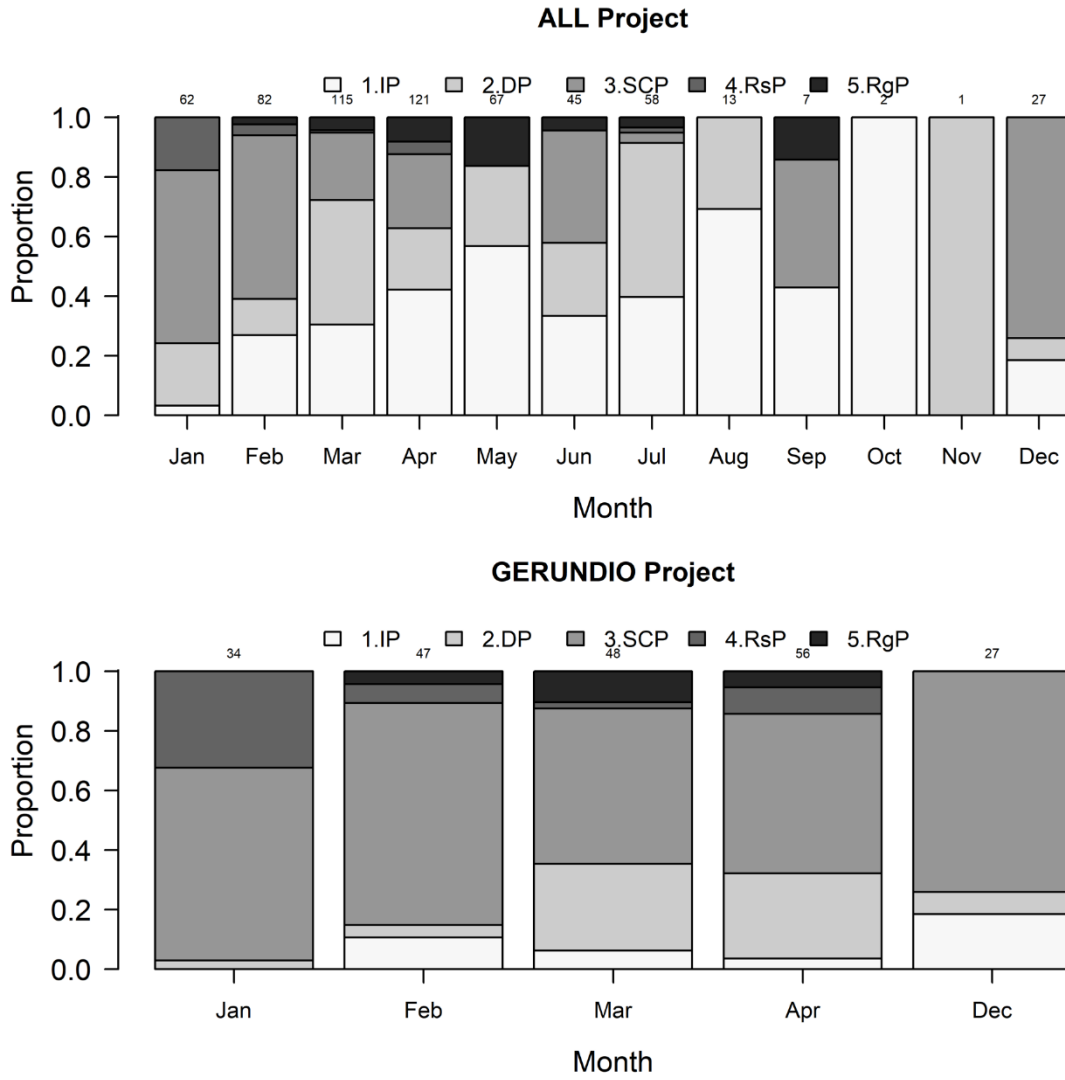 ALL Project
1.IP 2.DP 3.SCP 4.RsP 5.RgP
62 82 115 121 67 45 58 13 7 2 1 27
1.0
0.8
0.6
0.4
0.2
0.0
Proportion
Jan Feb Mar Apr May Jun Jul Aug Sep Oct Nov Dec
Month
GERUNDIO Project
1.IP 2.DP 3.SCP 4.RsP 5.RgP
34 47 48 56 27
1.0
0.8
0.6
0.4
0.2
0.0
Proportion
Jan Feb Mar Apr Dec
Month